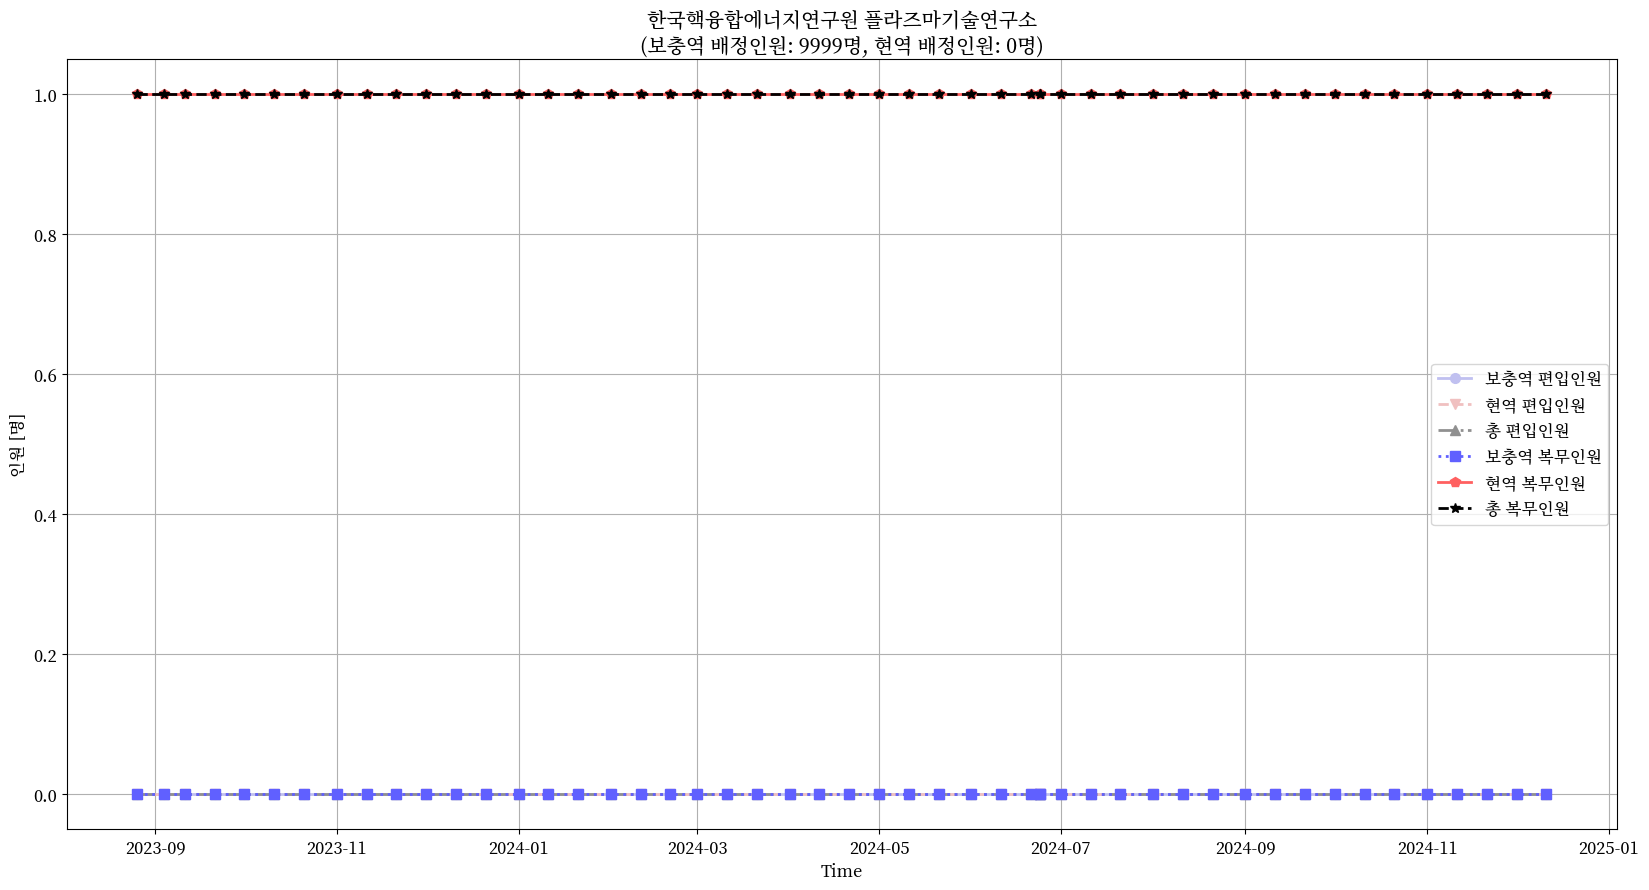 한국핵융합에너지연구원 플라즈마기술연구소
(보충역 배정인원: 9999명, 현역 배정인원: 0명)
인원 [명]
1.0
0.8
0.6
0.4
0.2
0.0
보충역 편입인원
현역 편입인원
총 편입인원
보충역 복무인원
현역 복무인원
총 복무인원
2023-09 2023-11 2024-01 2024-03 2024-05 2024-07 2024-09 2024-11 2025-01
Time